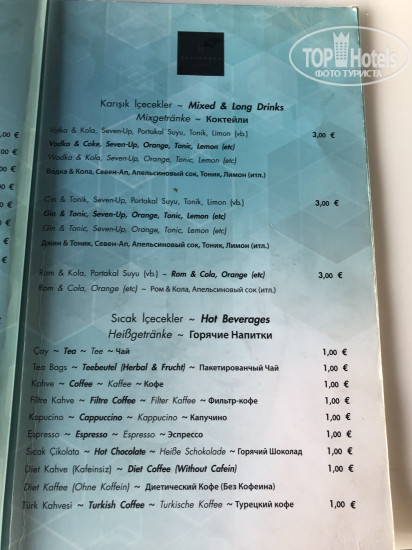 TOP Hotels
ФОТО ТУРИСТА
Karışık İçecekler ~ Mixed & Long Drinks
Mixgetränke ~ Коктейли
Votka & Kola, Seven-Up, Portakal Suyu, Tonik, Limon (vb.) 3,00 €
Vodka & Coke, Seven-Up, Orange, Tonic, Lemon (etc)
Wodka & Kola, Seven-Up, Orange, Tonic, Lemon (etc)
Водка & Кола, Севен-Ап, Апельсиновый сок, Тоник, Лимон (итл.)
Gin & Tonik, Seven-Up, Portakal Suyu, Tonik, Limon (vb.) 3,00 €
Gin & Tonic, Seven-Up, Orange, Tonic, Lemon (etc)
Gin & Tonic, Seven-Up, Orange, Tonic, Lemon (etc)
Джин & Тоник, Севен-Ап, Апельсиновый сок, Тоник, Лимон (итл.)
Rom & Kola, Portakal Suyu (vb.) ~ Rom & Cola, Orange (etc) 3,00 €
Rom & Cola, Orange (etc) ~ Ром & Кола, Апельсиновый сок (итл.)
Sıcak İçecekler ~ Hot Beverages
Heißgetränke ~ Горячие Напитки
Çay ~ Tea ~ Tee ~ Чай 1,00 €
Tea Bags ~ Teebeutel (Herbal & Frucht) ~ Пакетированчый Чай 1,00 €
Kahve ~ Coffee ~ Kaffee ~ Кофе 1,00 €
Filtre Kahve ~ Filtre Coffee ~ Filter Kaffee ~ Фильтр-кофе 1,00 €
Kapucino ~ Cappuccino ~ Kappucino ~ Капучино 1,00 €
Espresso ~ Espresso ~ Espresso ~ Эспрессо 1,00 €
Sıcak Çikolata ~ Hot Chocolate ~ Heiße Schokolade ~ Горячий Шоколад 1,00 €
Diet Kahve (Kafeinsiz) ~ Diet Coffee (Without Cafein) 1,00 €
Diet Kaffee (Ohne Koffein) ~ Диетический Кофе (Без Кофеина)
Türk Kahvesi ~ Turkish Coffee ~ Turkische Koffee ~ Турецкий кофе 1,00 €